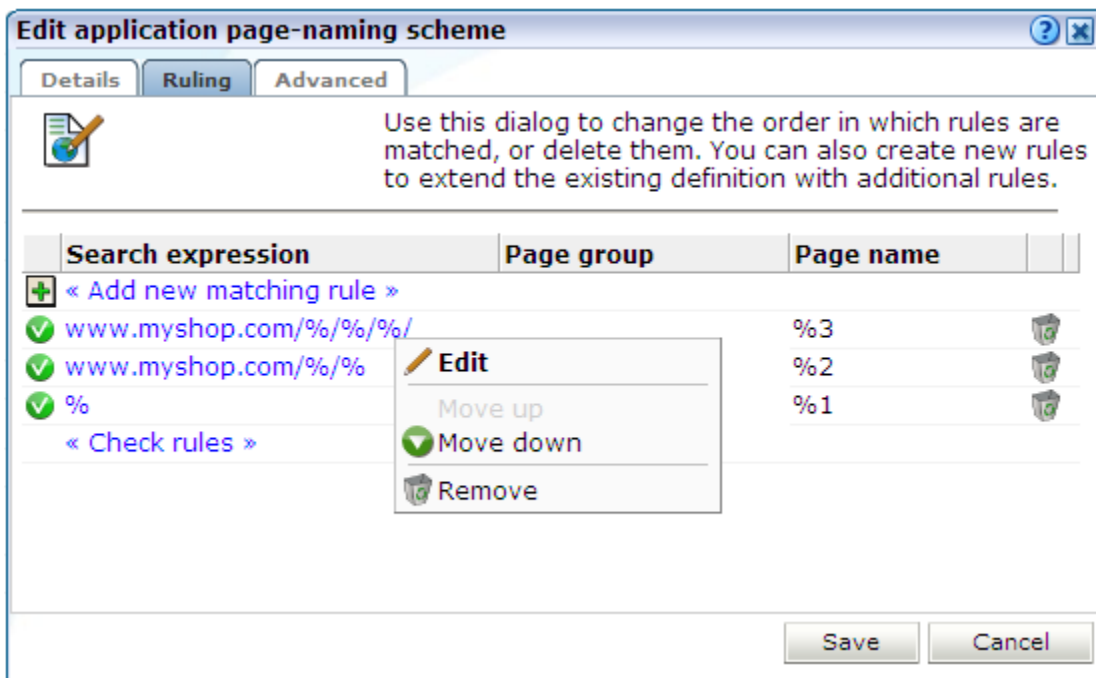 Edit application page-naming scheme
Details Ruling Advanced
Use this dialog to change the order in which rules are
matched, or delete them. You can also create new rules
to extend the existing definition with additional rules.
Search expression Page group Page name
« Add new matching rule »
www.myshop.com/%/%/%/ %3
www.myshop.com/%/% %2
% %1
« Check rules »
Edit
Move up
Move down
Remove
Save Cancel